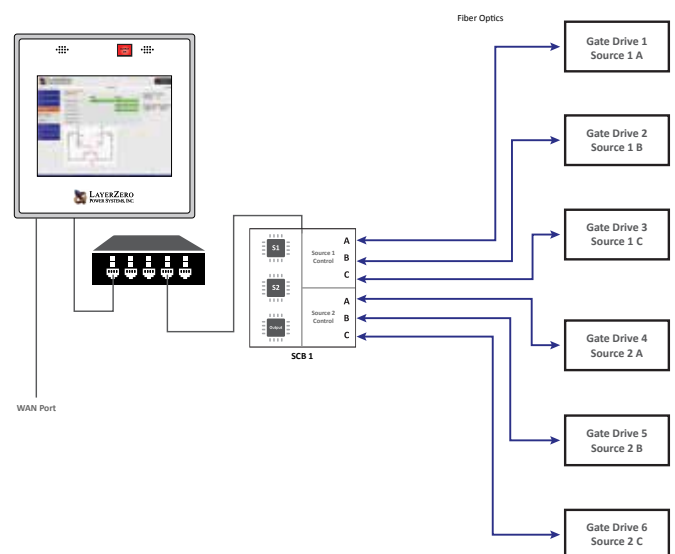 Fiber Optics
LAYERZERO
POWER SYSTEMS, INC.
WAN Port
S1
S2
Output
Source 1
Control
A
B
C
Source 2
Control
A
B
C
SCB 1
Gate Drive 1
Source 1 A
Gate Drive 2
Source 1 B
Gate Drive 3
Source 1 C
Gate Drive 4
Source 2 A
Gate Drive 5
Source 2 B
Gate Drive 6
Source 2 C